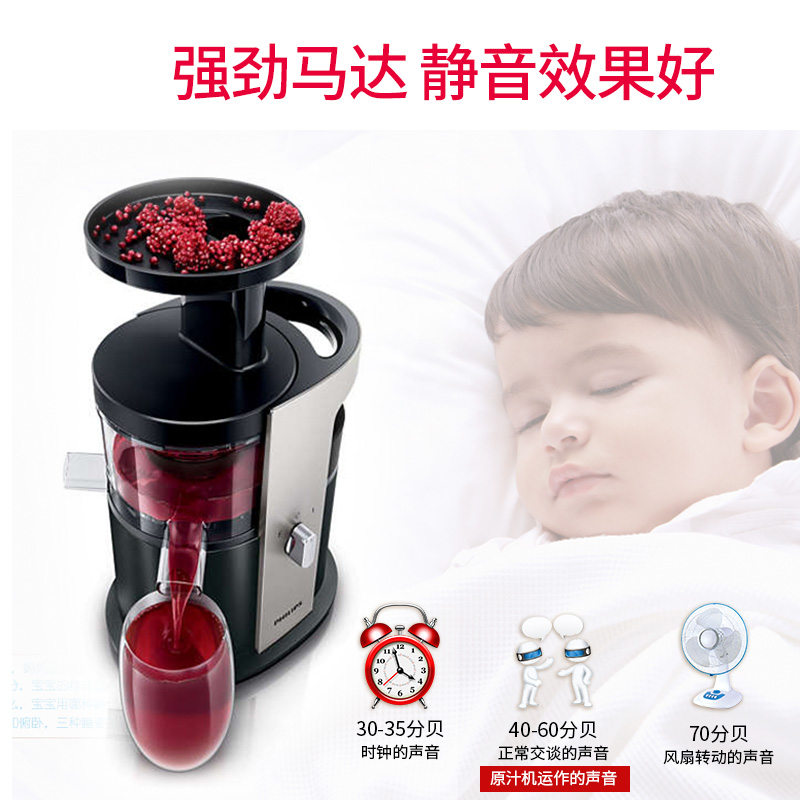 强劲马达 静音效果好
PHILIPS
30-35分贝
时钟的声音
40-60分贝
正常交谈的声音
原汁机运作的声音
70分贝
风扇转动的声音